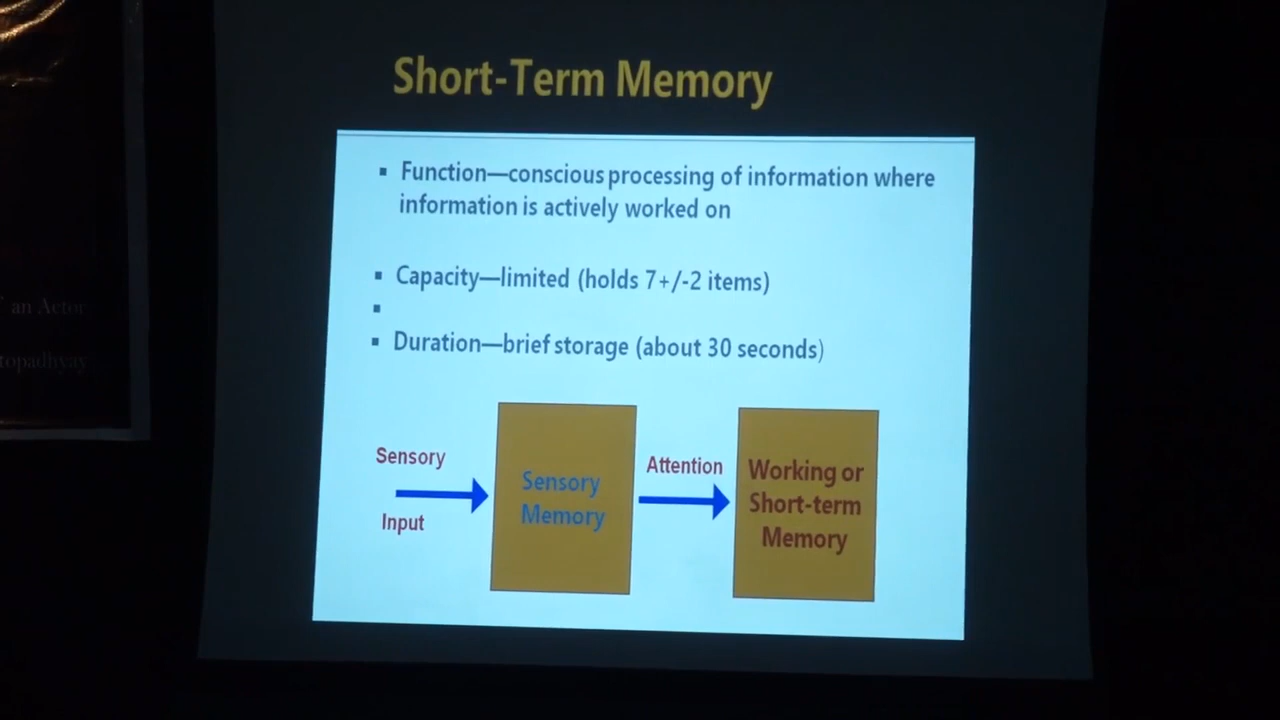 Short-Term Memory
▪ Function—conscious processing of information where
information is actively worked on
▪ Capacity—limited (holds 7+/-2 items)
▪
▪ Duration—brief storage (about 30 seconds)
Sensory
Input
Sensory
Memory
Attention
Working or
Short-term
Memory
an Actor